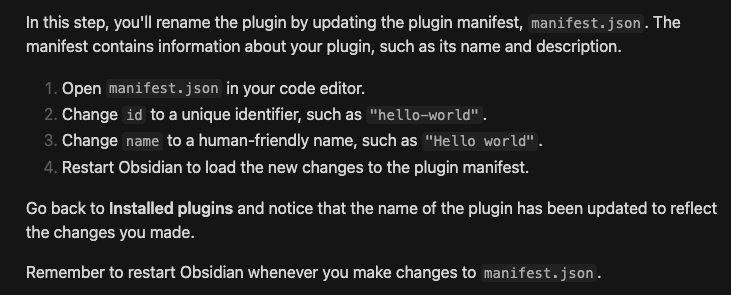 In this step, you'll rename the plugin by updating the plugin manifest, manifest.json. The
manifest contains information about your plugin, such as its name and description.
1. Open manifest.json in your code editor.
2. Change id to a unique identifier, such as "hello-world".
3. Change name to a human-friendly name, such as "Hello world".
4. Restart Obsidian to load the new changes to the plugin manifest.
Go back to Installed plugins and notice that the name of the plugin has been updated to reflect
the changes you made.
Remember to restart Obsidian whenever you make changes to manifest.json.